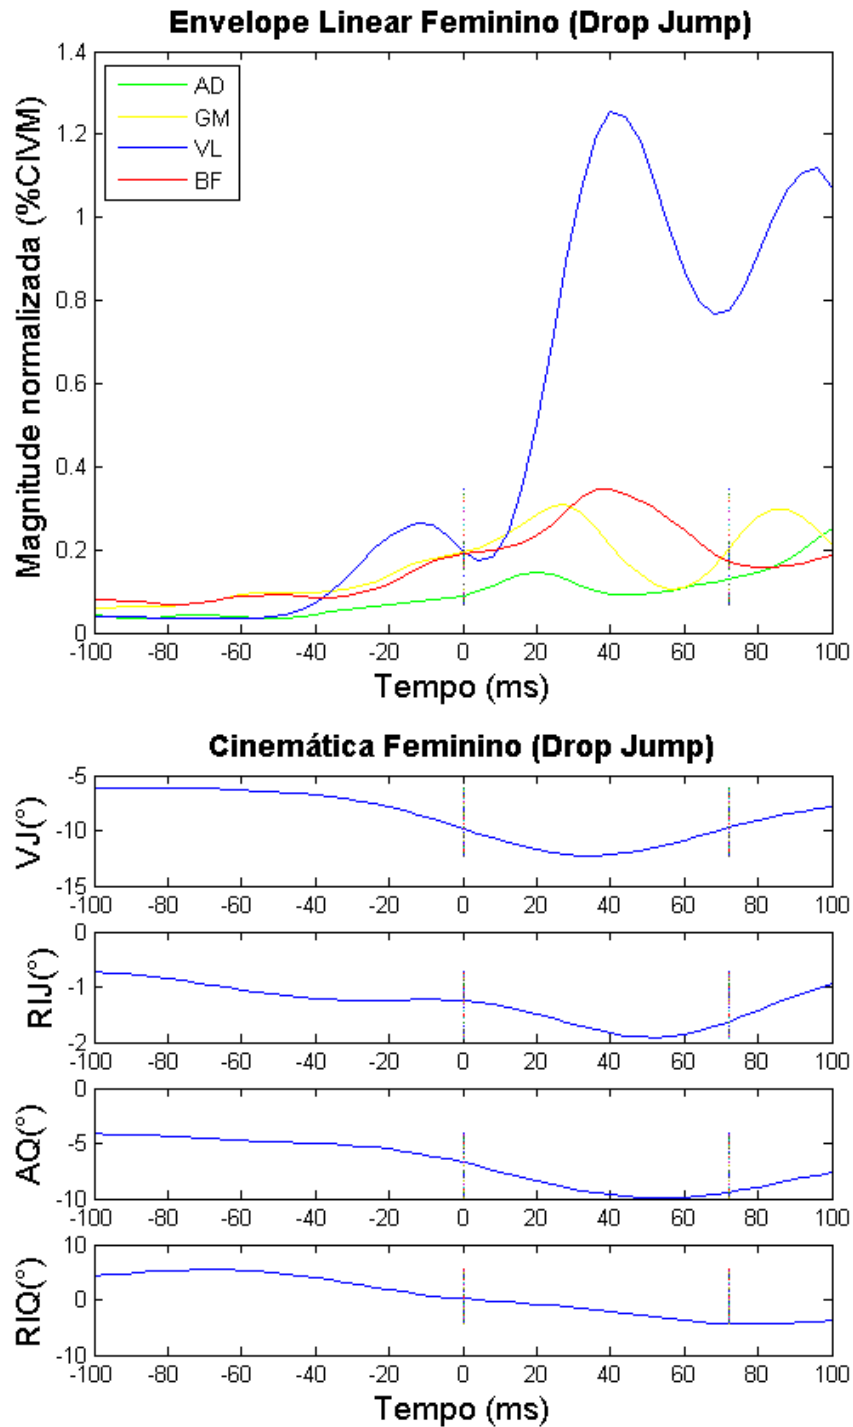 Envelope Linear Feminino (Drop Jump)
Magnitude normalizada (%CIVM)
1.4
1.2
1
0.8
0.6
0.4
0.2
0
AD
GM
VL
BF
-100 -80 -60 -40 -20 0 20 40 60 80 100
Tempo (ms)
Cinemática Feminino (Drop Jump)
VJ(°)
-5
-10
-15
-100 -80 -60 -40 -20 0 20 40 60 80 100
RIJ(°)
0
-1
-2
-100 -80 -60 -40 -20 0 20 40 60 80 100
AQ(°)
0
-5
-10
-100 -80 -60 -40 -20 0 20 40 60 80 100
RIQ(°)
10
0
-10
-100 -80 -60 -40 -20 0 20 40 60 80 100
Tempo (ms)